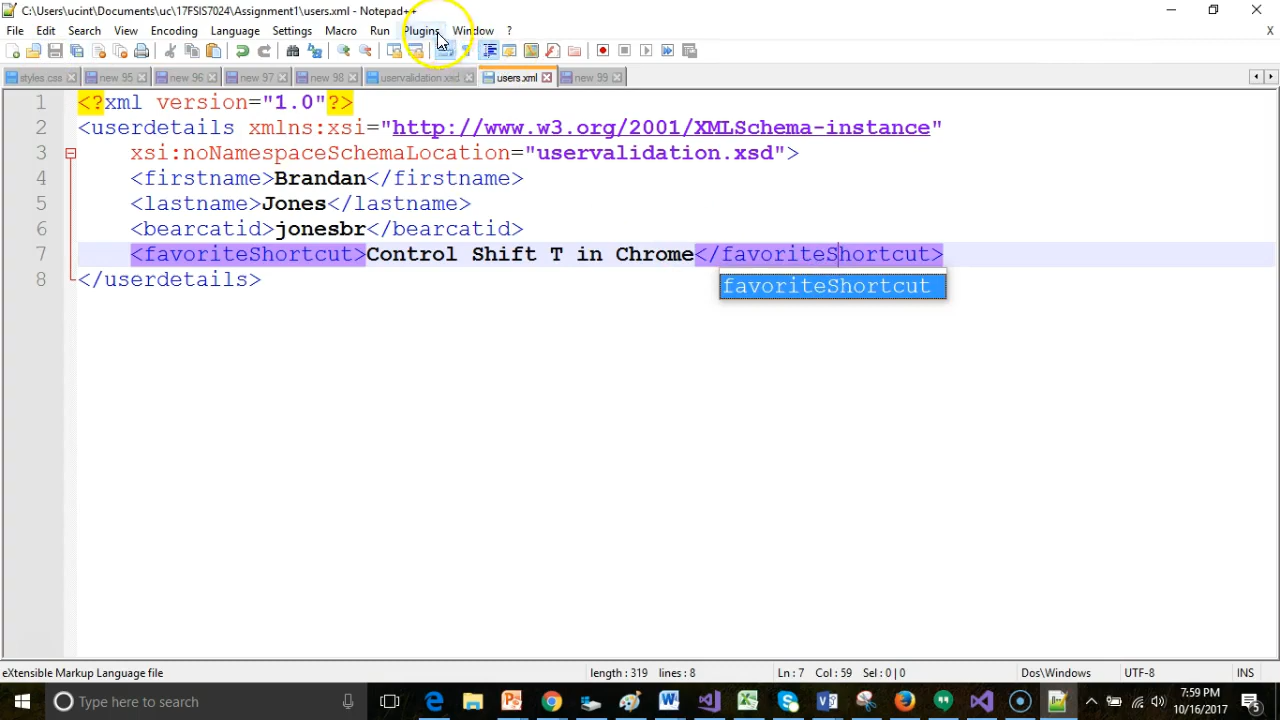 C:\Users\ucint\Documents\uc\17FSIS7024\Assignment1\users.xml - Notepad++
File Edit Search View Encoding Language Settings Macro Run Plugins Window ? X
styles.css new 95 new 96 new 97 new 98 uservalidation.xsd users.xml new 99
1 <?xml version="1.0"?>
2 <userdetails xmlns:xsi="http://www.w3.org/2001/XMLSchema-instance"
3 xsi:noNamespaceSchemaLocation="uservalidation.xsd">
4 <firstname>Brandan</firstname>
5 <lastname>Jones</lastname>
6 <bearcatid>jonesbr</bearcatid>
7 <favoriteShortcut>Control Shift T in Chrome</favoriteShortcut>
8 </userdetails>
favoriteShortcut
eXtensible Markup Language file length : 319 lines : 8 Ln : 7 Col : 59 Sel : 0 | 0 Dos\Windows UTF-8 INS
Type here to search
7:59 PM
10/16/2017
5